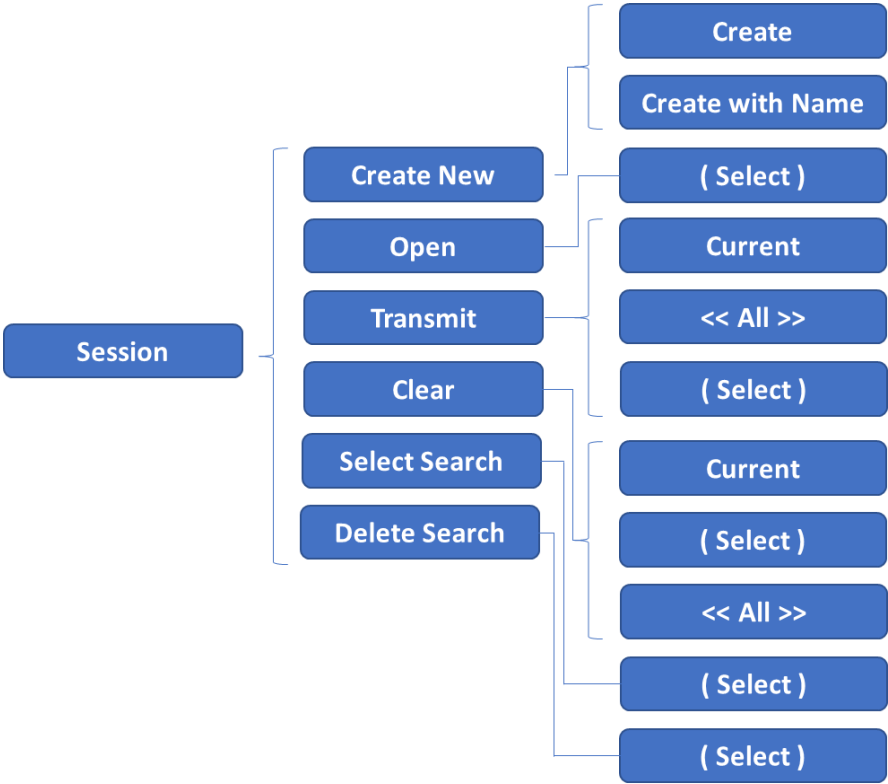 Session
Create New
Open
Transmit
Clear
Select Search
Delete Search
Create
Create with Name
( Select )
Current
<< All >>
( Select )
Current
( Select )
<< All >>
( Select )
( Select )